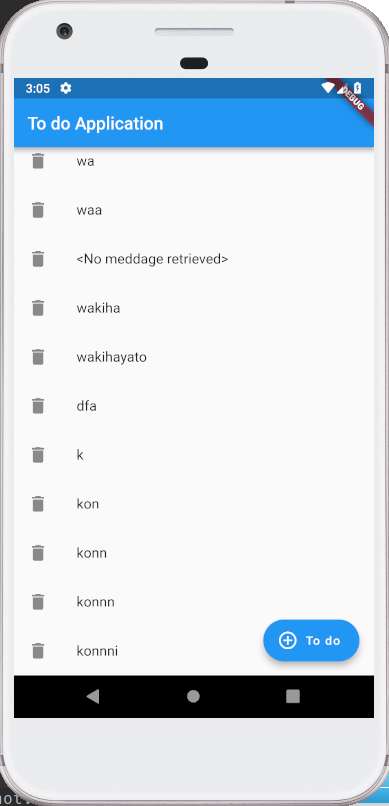 3:05
DEBUG
To do Application
wa
waa
<No meddage retrieved>
wakiha
wakihayato
dfa
k
kon
konn
konnn
konnni
To do